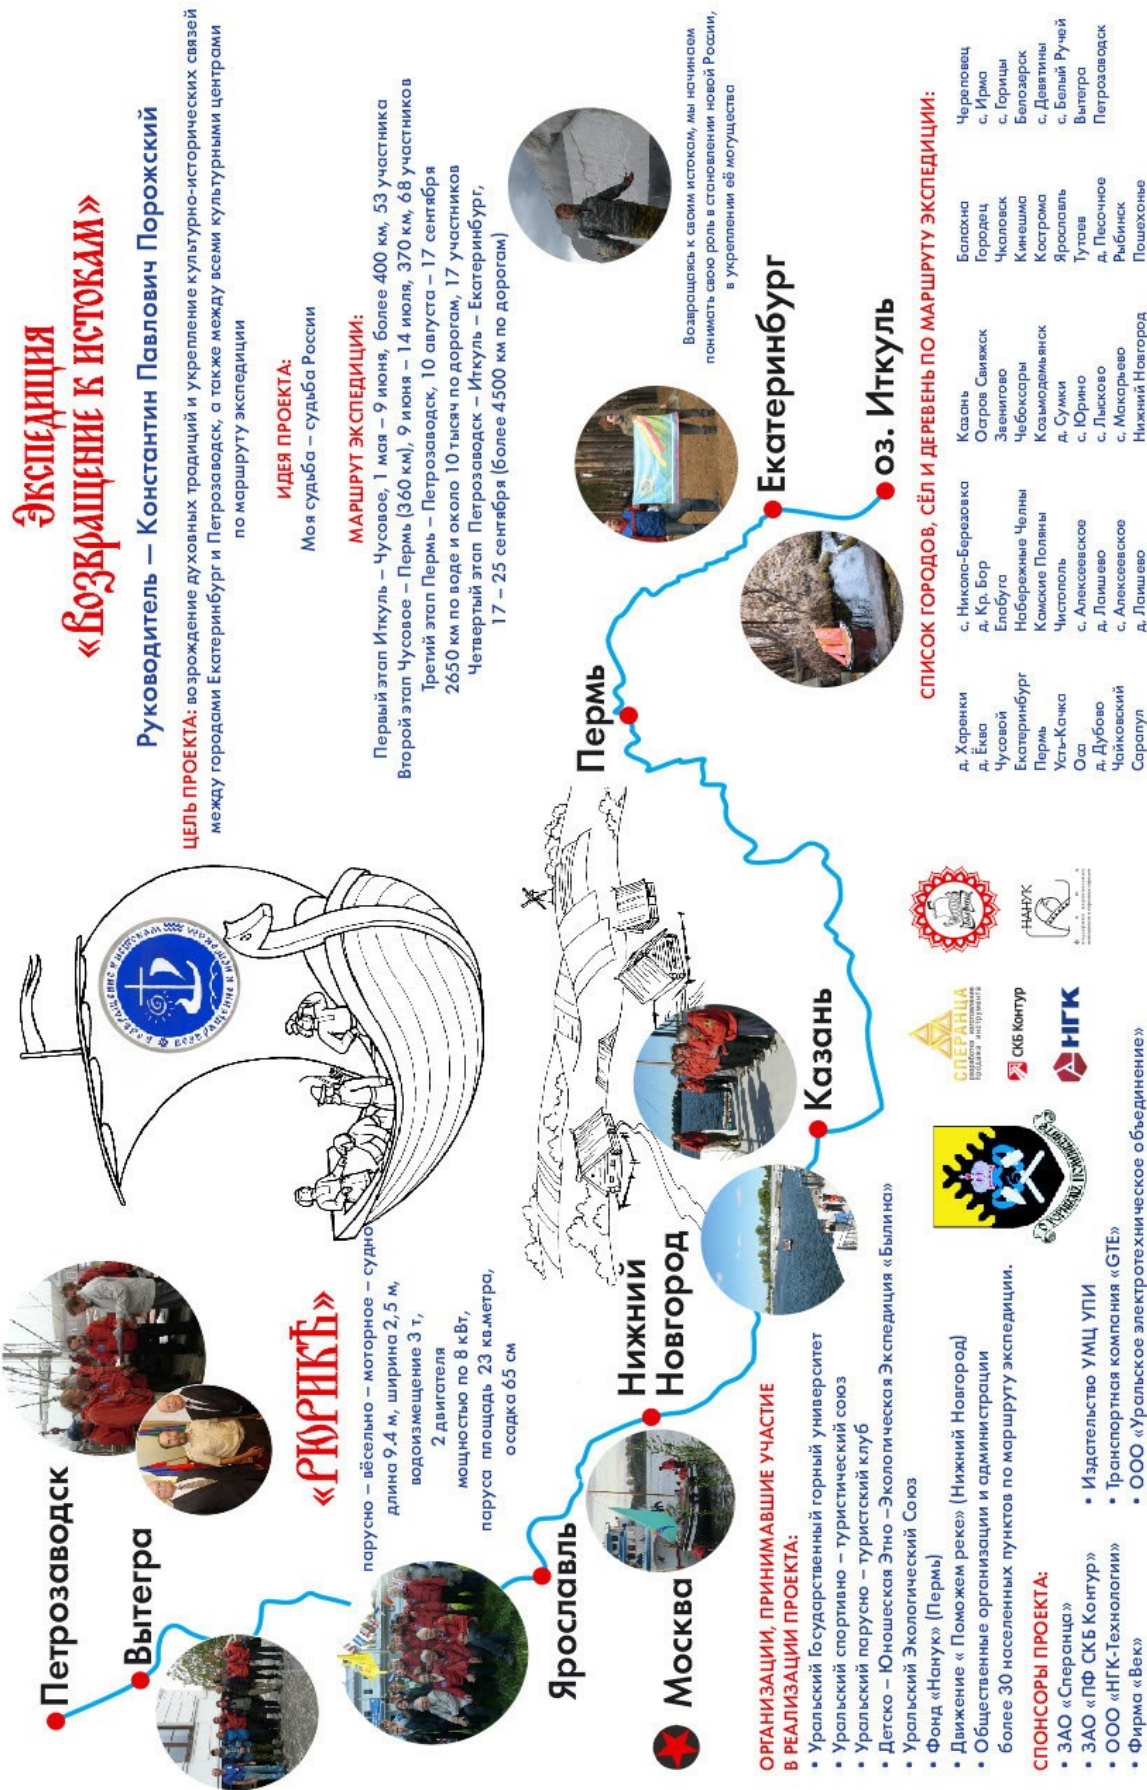 Экспедиция
«Возвращение к истокам»
Руководитель — Константин Павлович Порожский
ЦЕЛЬ ПРОЕКТА: возрождение духовных традиций и укрепление культурно-исторических связей
между городами Екатеринбург и Петрозаводск, а также между всеми культурными центрами
по маршруту экспедиции
ИДЕЯ ПРОЕКТА:
Моя судьба – судьба России
МАРШРУТ ЭКСПЕДИЦИИ:
Первый этап Иткуль – Чусовое, 1 мая – 9 июня, более 400 км, 53 участника
Второй этап Чусовое – Пермь (360 км), 9 июня – 14 июля, 370 км, 68 участников
Третий этап Пермь – Петрозаводск, 10 августа – 17 сентября
2650 км по воде и около 10 тысяч по дорогам, 17 участников
Четвертый этап Петрозаводск – Иткуль – Екатеринбург,
17 – 25 сентября (более 4500 км по дорогам)
Возвращаясь к своим истокам, мы начинаем
понимать свою роль в становлении новой России,
в укреплении её могущества
«РЮРИКЪ»
парусно – вёсельно – моторное – судно
длина 9.4 м, ширина 2,5 м,
водоизмещение 3 т,
2 двигателя
мощностью по 8 кВт,
паруса площадь 23 кв.метра,
осадка 65 см
Петрозаводск
Вытегра
Ярославль
Москва
Нижний
Новгород
Казань
Пермь
Екатеринбург
оз. Иткуль
ОРГАНИЗАЦИИ, ПРИНИМАВШИЕ УЧАСТИЕ
В РЕАЛИЗАЦИИ ПРОЕКТА:
• Уральский Государственный горный университет
• Уральский спортивно – туристический союз
• Уральский парусно – туристский клуб
• Детско – Юношеская Этно –Экологическая Экспедиция «Былина»
• Уральский Экологический Союз
• Фонд «Нанук» (Пермь)
• Движение « Поможем реке» (Нижний Новгород)
• Общественные организации и администрации
более 30 населенных пунктов по маршруту экспедиции.
СПОНСОРЫ ПРОЕКТА:
• ЗАО «Сперанца»
• ЗАО «ПФ СКБ Контур»
• ООО «НГК-Технологии»
• Фирма «Век»
• Издательство УМЦ УПИ
• Транспортная компания «GTE»
• ООО «Уральское электротехническое объединение»
СПЕРАНЦА
разработка изготовление
продажа инструмента
СКБ Контур
НГК
НАНУК
СПИСОК ГОРОДОВ, СЁЛ И ДЕРЕВЕНЬ ПО МАРШРУТУ ЭКСПЕДИЦИИ:
д. Харенки
д. Ёква
Чусовой
Екатеринбург
Пермь
Усть-Качка
Оса
д. Дубово
Чайковский
Сарапул
с. Никола-Березовка
д. Кр. Бор
Елабуга
Набережные Челны
Камские Поляны
Чистополь
с. Алексеевское
д. Лаишево
с. Алексеевское
д. Лаишево
Казань
Остров Свияжск
Звенигово
Чебоксары
Козьмодемьянск
д. Сумки
с. Юрино
с. Лысково
с. Макарьево
Нижний Новгород
Балахна
Городец
Чкаловск
Кинешма
Кострома
Ярославль
Тутаев
д. Песочное
Рыбинск
Пошехонье
Череповец
с. Ирма
с. Горицы
Белозерск
с. Девятины
с. Белый Ручей
Вытегра
Петрозаводск